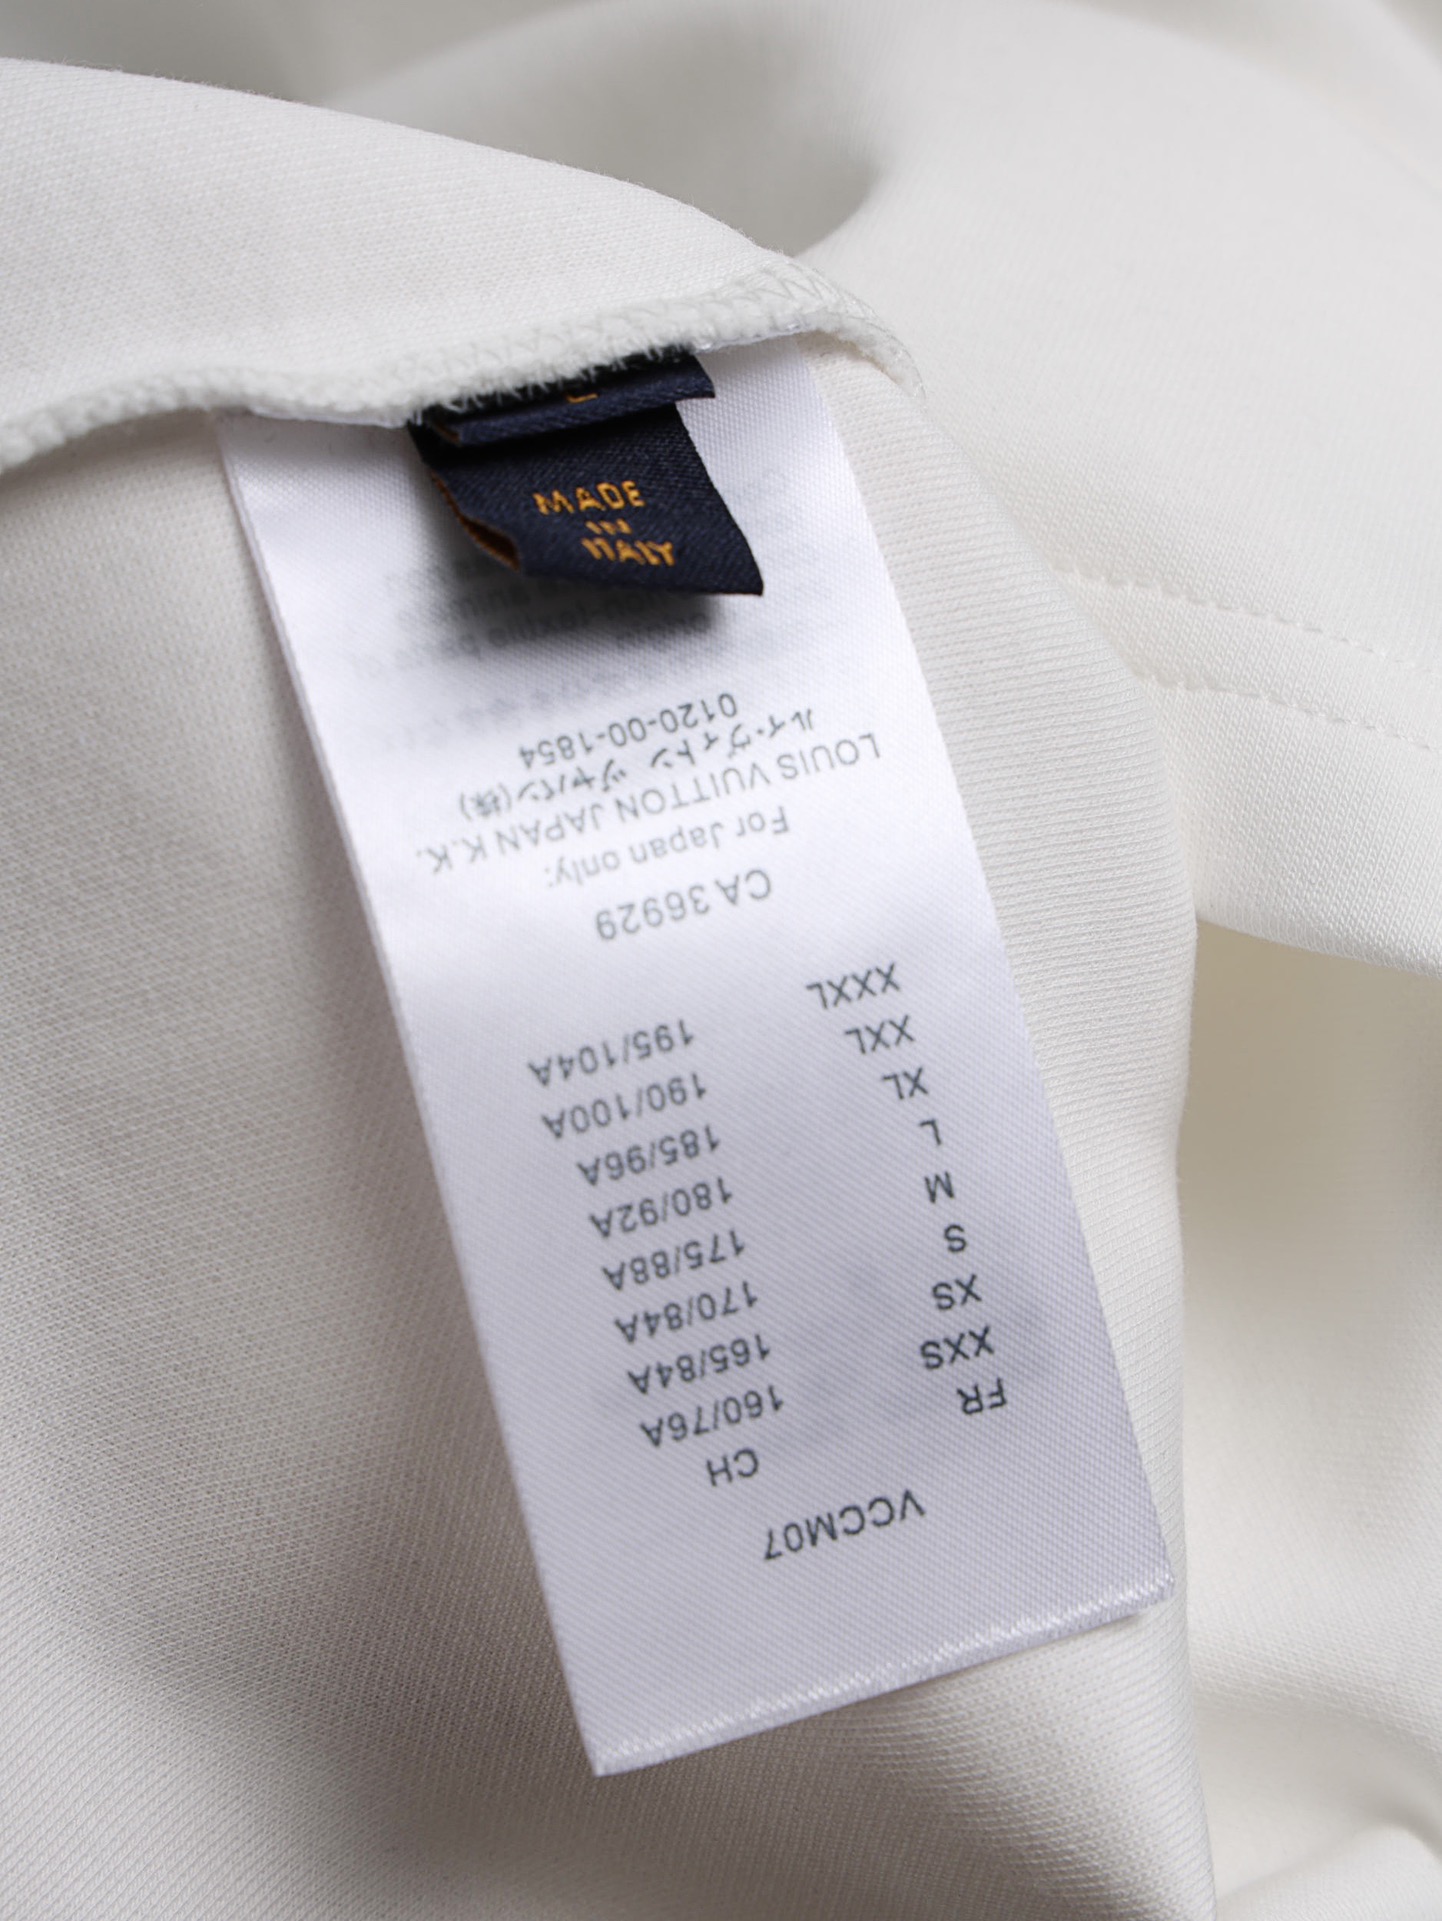 L
MADE
IN
ITALY
VCCM07
FR CH
XXS 160/76A
XS 165/84A
S 170/84A
M 175/88A
L 180/92A
XL 185/96A
XXL 190/100A
XXXL 195/104A
CA 36929
For Japan only:
LOUIS VUITTON JAPAN K.K.
ルイ・ヴィトン ジャパン(株)
0120-00-1854